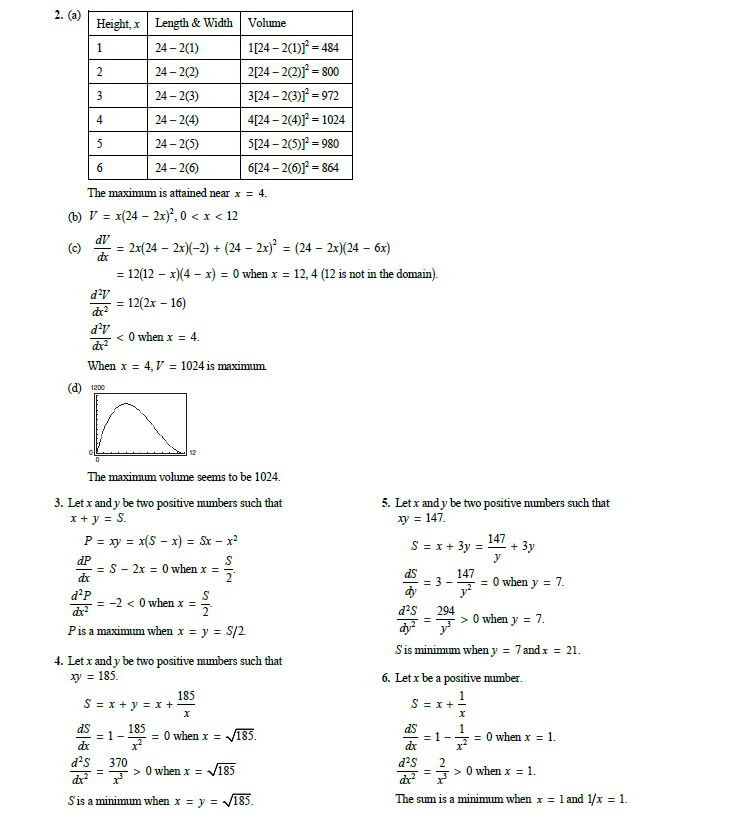 2. (a)
Height, x Length & Width Volume
1 24 – 2(1) 1[24 – 2(1)]² = 484
2 24 – 2(2) 2[24 – 2(2)]² = 800
3 24 – 2(3) 3[24 – 2(3)]² = 972
4 24 – 2(4) 4[24 – 2(4)]² = 1024
5 24 – 2(5) 5[24 – 2(5)]² = 980
6 24 – 2(6) 6[24 – 2(6)]² = 864
The maximum is attained near x = 4.
(b) V = x(24 – 2x)², 0 < x < 12
(c) dV/dx = 2x(24 – 2x)(–2) + (24 – 2x)² = (24 – 2x)(24 – 6x)
= 12(12 – x)(4 – x) = 0 when x = 12, 4 (12 is not in the domain).
d²V/dx² = 12(2x – 16)
d²V/dx² < 0 when x = 4.
When x = 4, V = 1024 is maximum.
(d) 1200
0 12
0
The maximum volume seems to be 1024.
3. Let x and y be two positive numbers such that
x + y = S.
P = xy = x(S – x) = Sx – x²
dP/dx = S – 2x = 0 when x = S/2.
d²P/dx² = –2 < 0 when x = S/2.
P is a maximum when x = y = S/2.
4. Let x and y be two positive numbers such that
xy = 185.
S = x + y = x + 185/x
dS/dx = 1 – 185/x² = 0 when x = √185.
d²S/dx² = 370/x³ > 0 when x = √185
S is a minimum when x = y = √185.
5. Let x and y be two positive numbers such that
xy = 147.
S = x + 3y = 147/y + 3y
dS/dy = 3 – 147/y² = 0 when y = 7.
d²S/dy² = 294/y³ > 0 when y = 7.
S is minimum when y = 7 and x = 21.
6. Let x be a positive number.
S = x + 1/x
dS/dx = 1 – 1/x² = 0 when x = 1.
d²S/dx² = 2/x³ > 0 when x = 1.
The sum is a minimum when x = 1 and 1/x = 1.